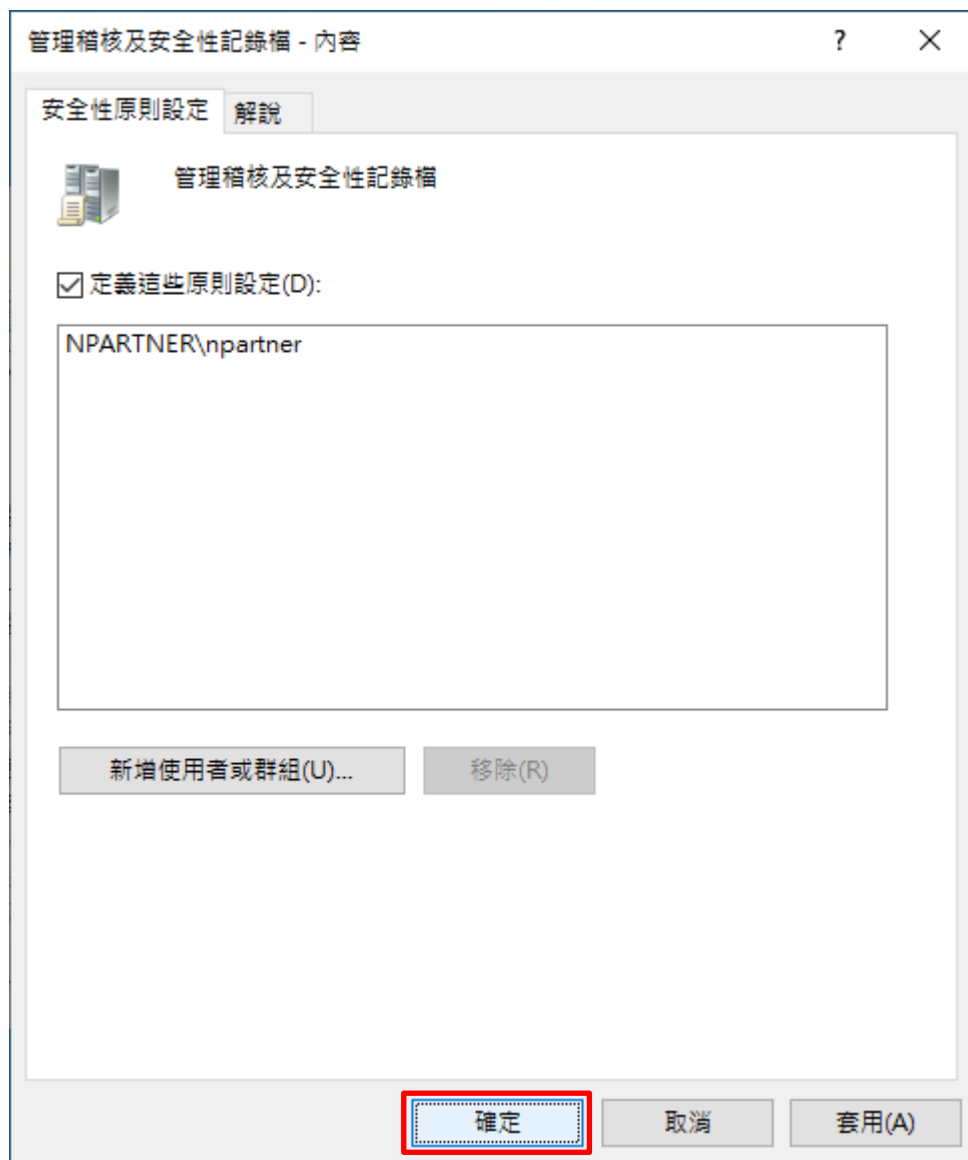 管理稽核及安全性記錄檔 - 內容
?
安全性原則設定 解說
管理稽核及安全性記錄檔
定義這些原則設定(D):
NPARTNER\npartner
新增使用者或群組(U)... 移除(R)
確定 取消 套用(A)